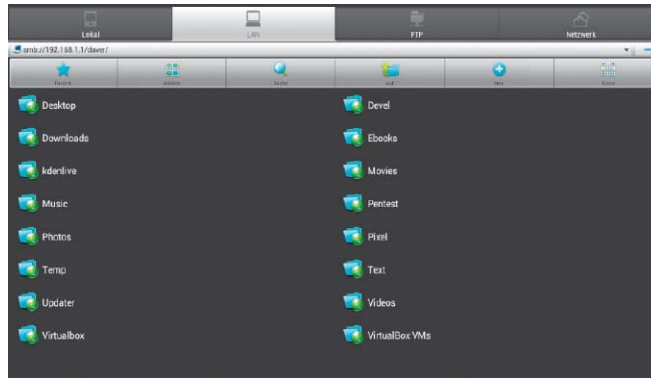 Lokal LAN FTP Netzwerk
smb://192.168.1.1/daver/
Desktop Devel
Downloads Ebooks
kdenlive Movies
Music Pentest
Photos Pixel
Temp Text
Updater Videos
Virtualbox VirtualBox VMs